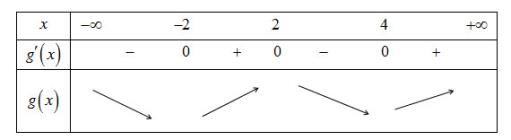 x −∞ −2 2 4 +∞
g′(x) − 0 + 0 − 0 +
g(x)